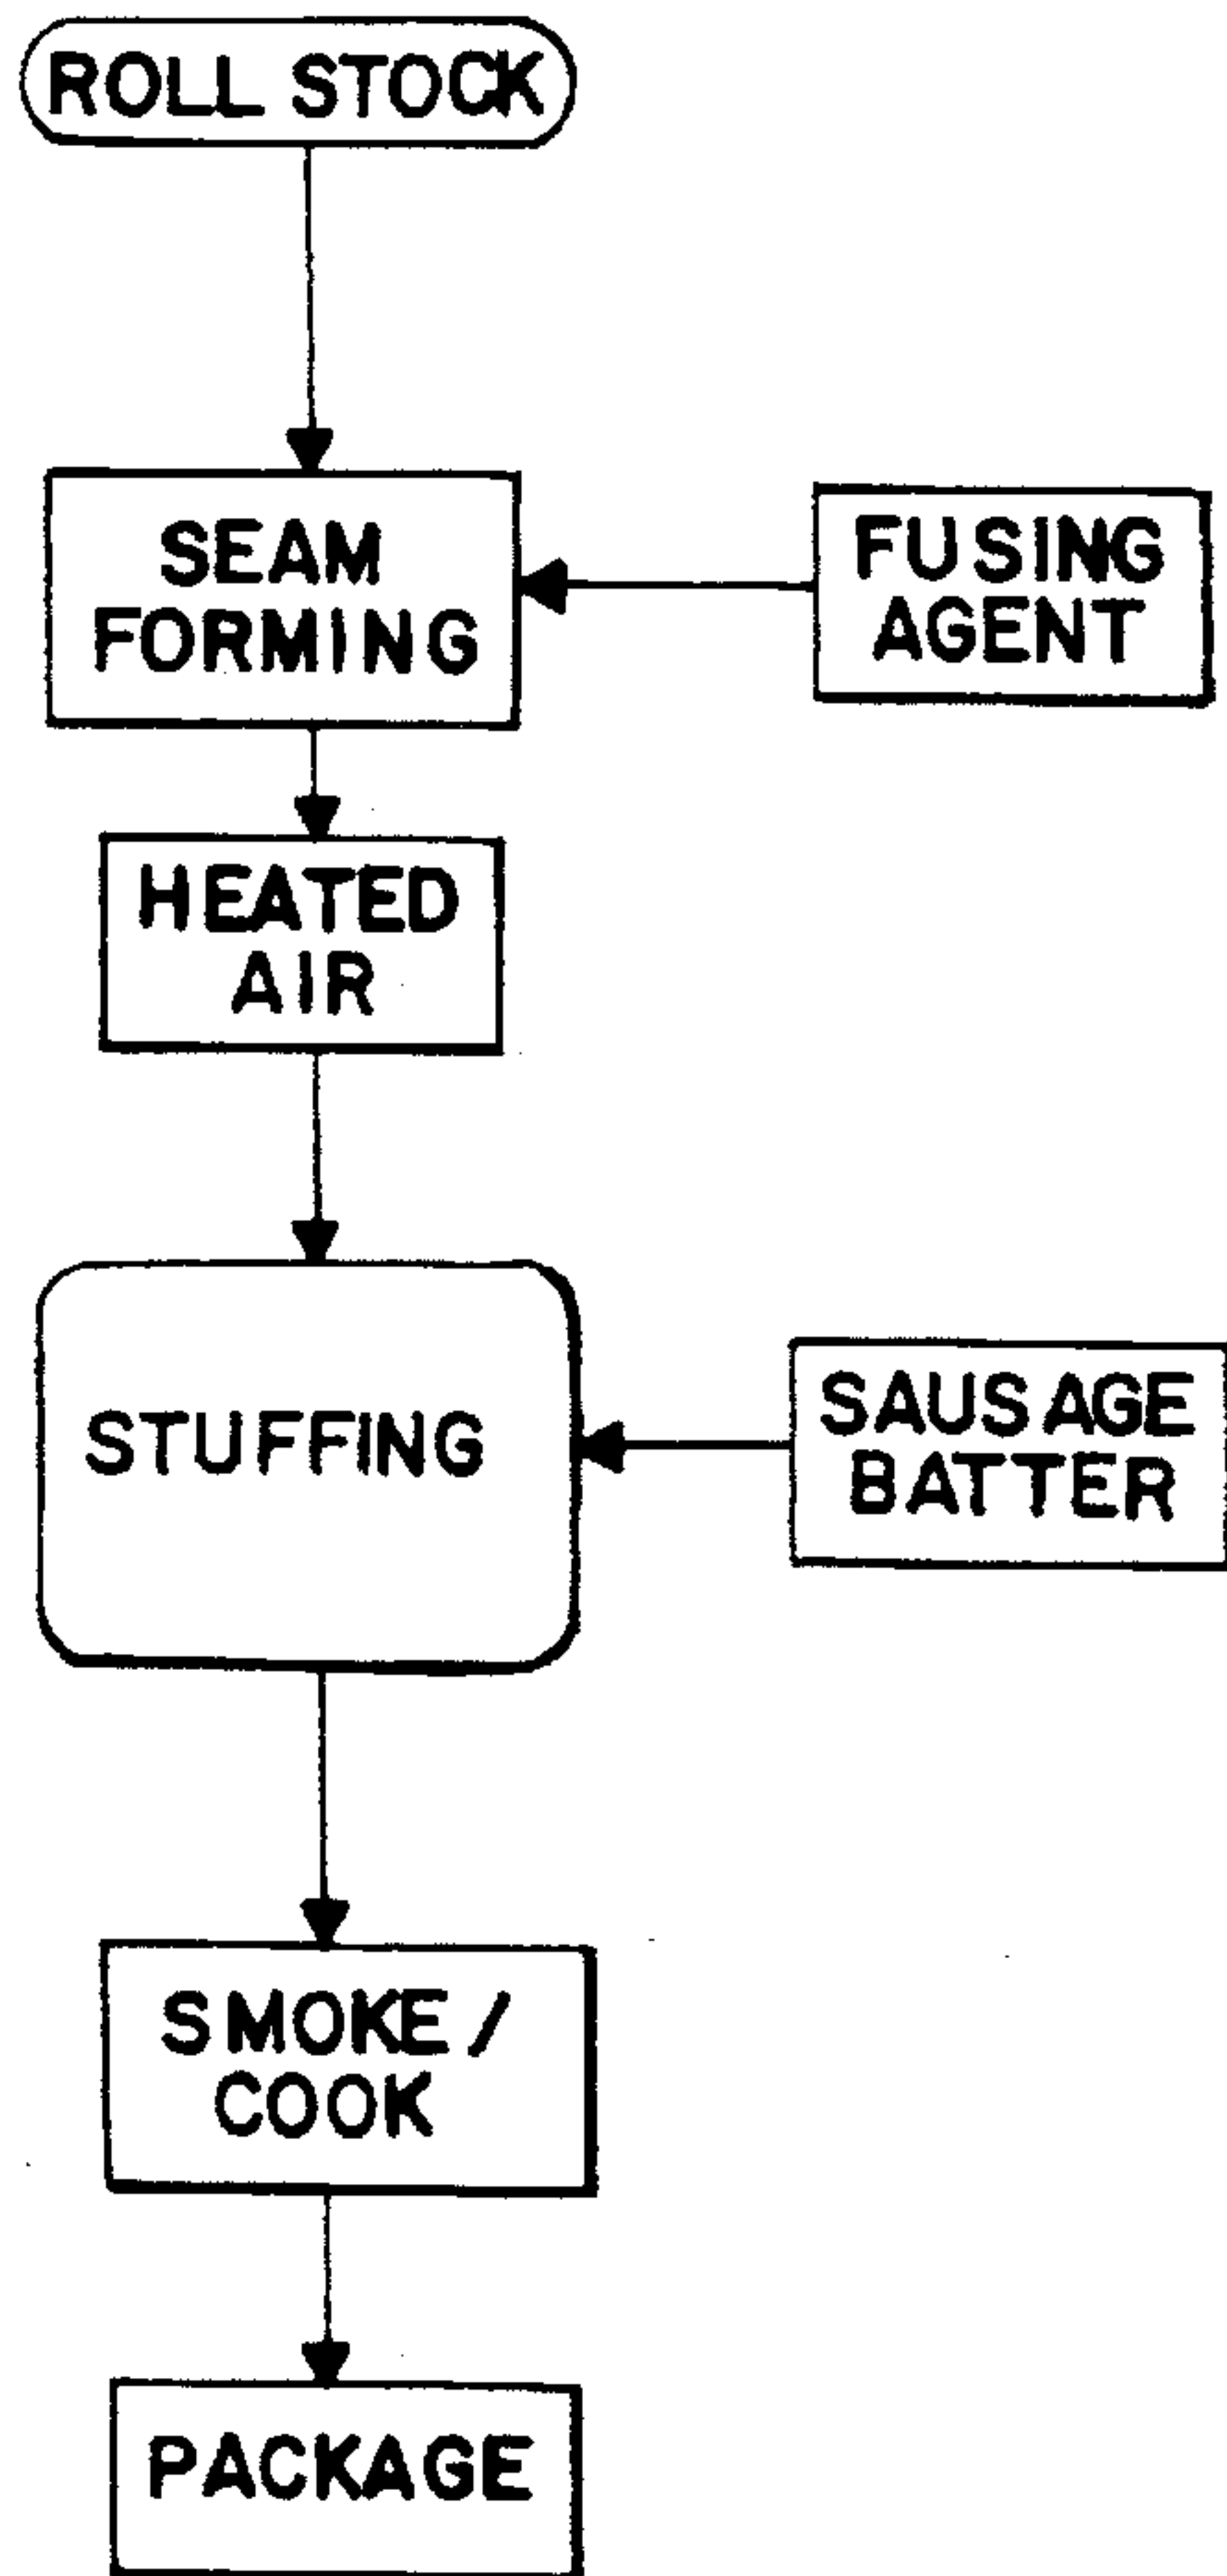 ROLL STOCK
SEAM
FORMING
FUSING
AGENT
HEATED
AIR
STUFFING
SAUSAGE
BATTER
SMOKE/
COOK
PACKAGE